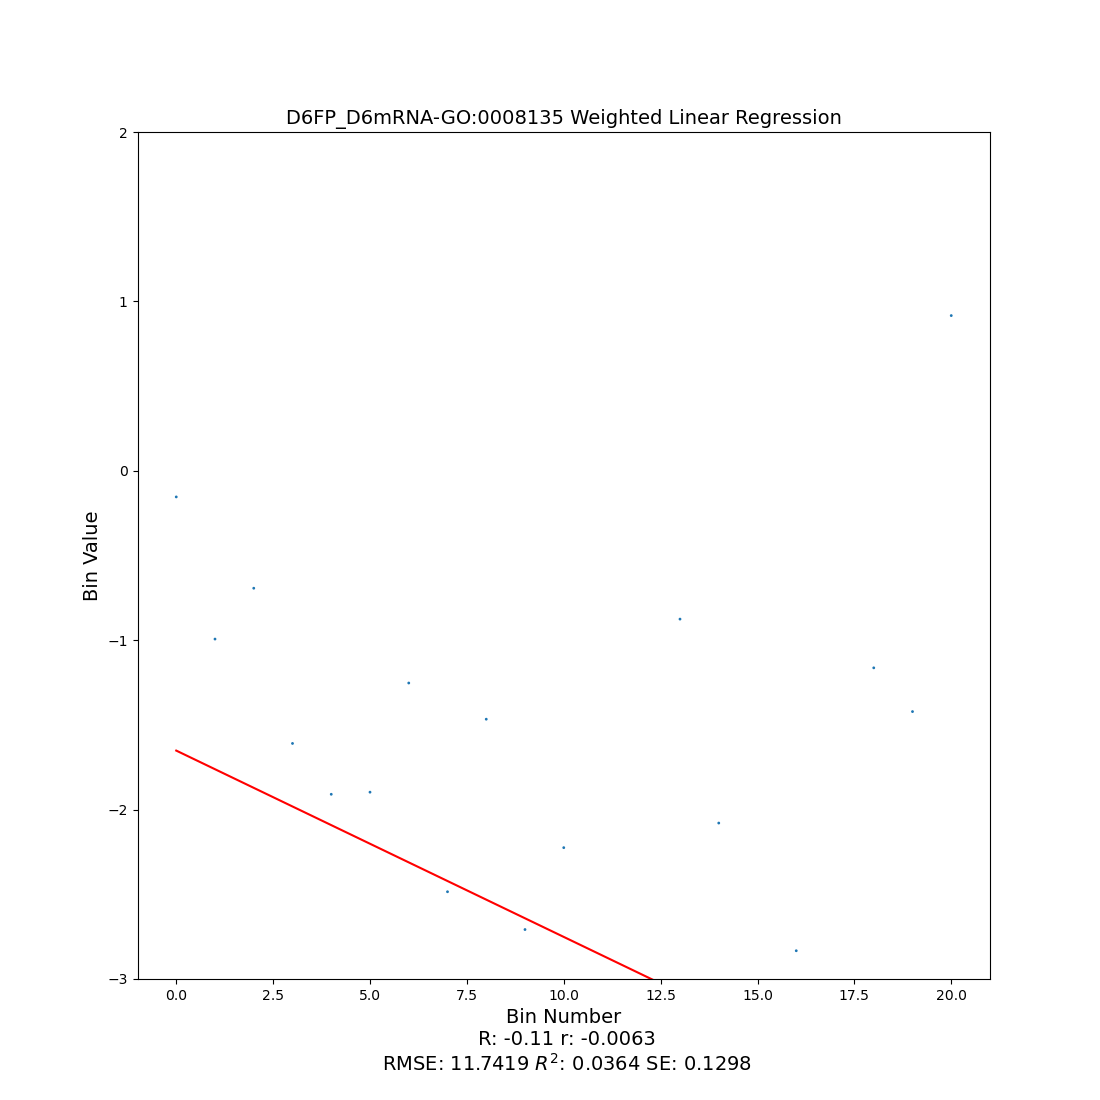 D6FP_D6mRNA-GO:0008135 Weighted Linear Regression
2
1
0
−1
−2
−3
Bin Value
0.0 2.5 5.0 7.5 10.0 12.5 15.0 17.5 20.0
Bin Number
R: -0.11 r: -0.0063
RMSE: 11.7419 R²: 0.0364 SE: 0.1298